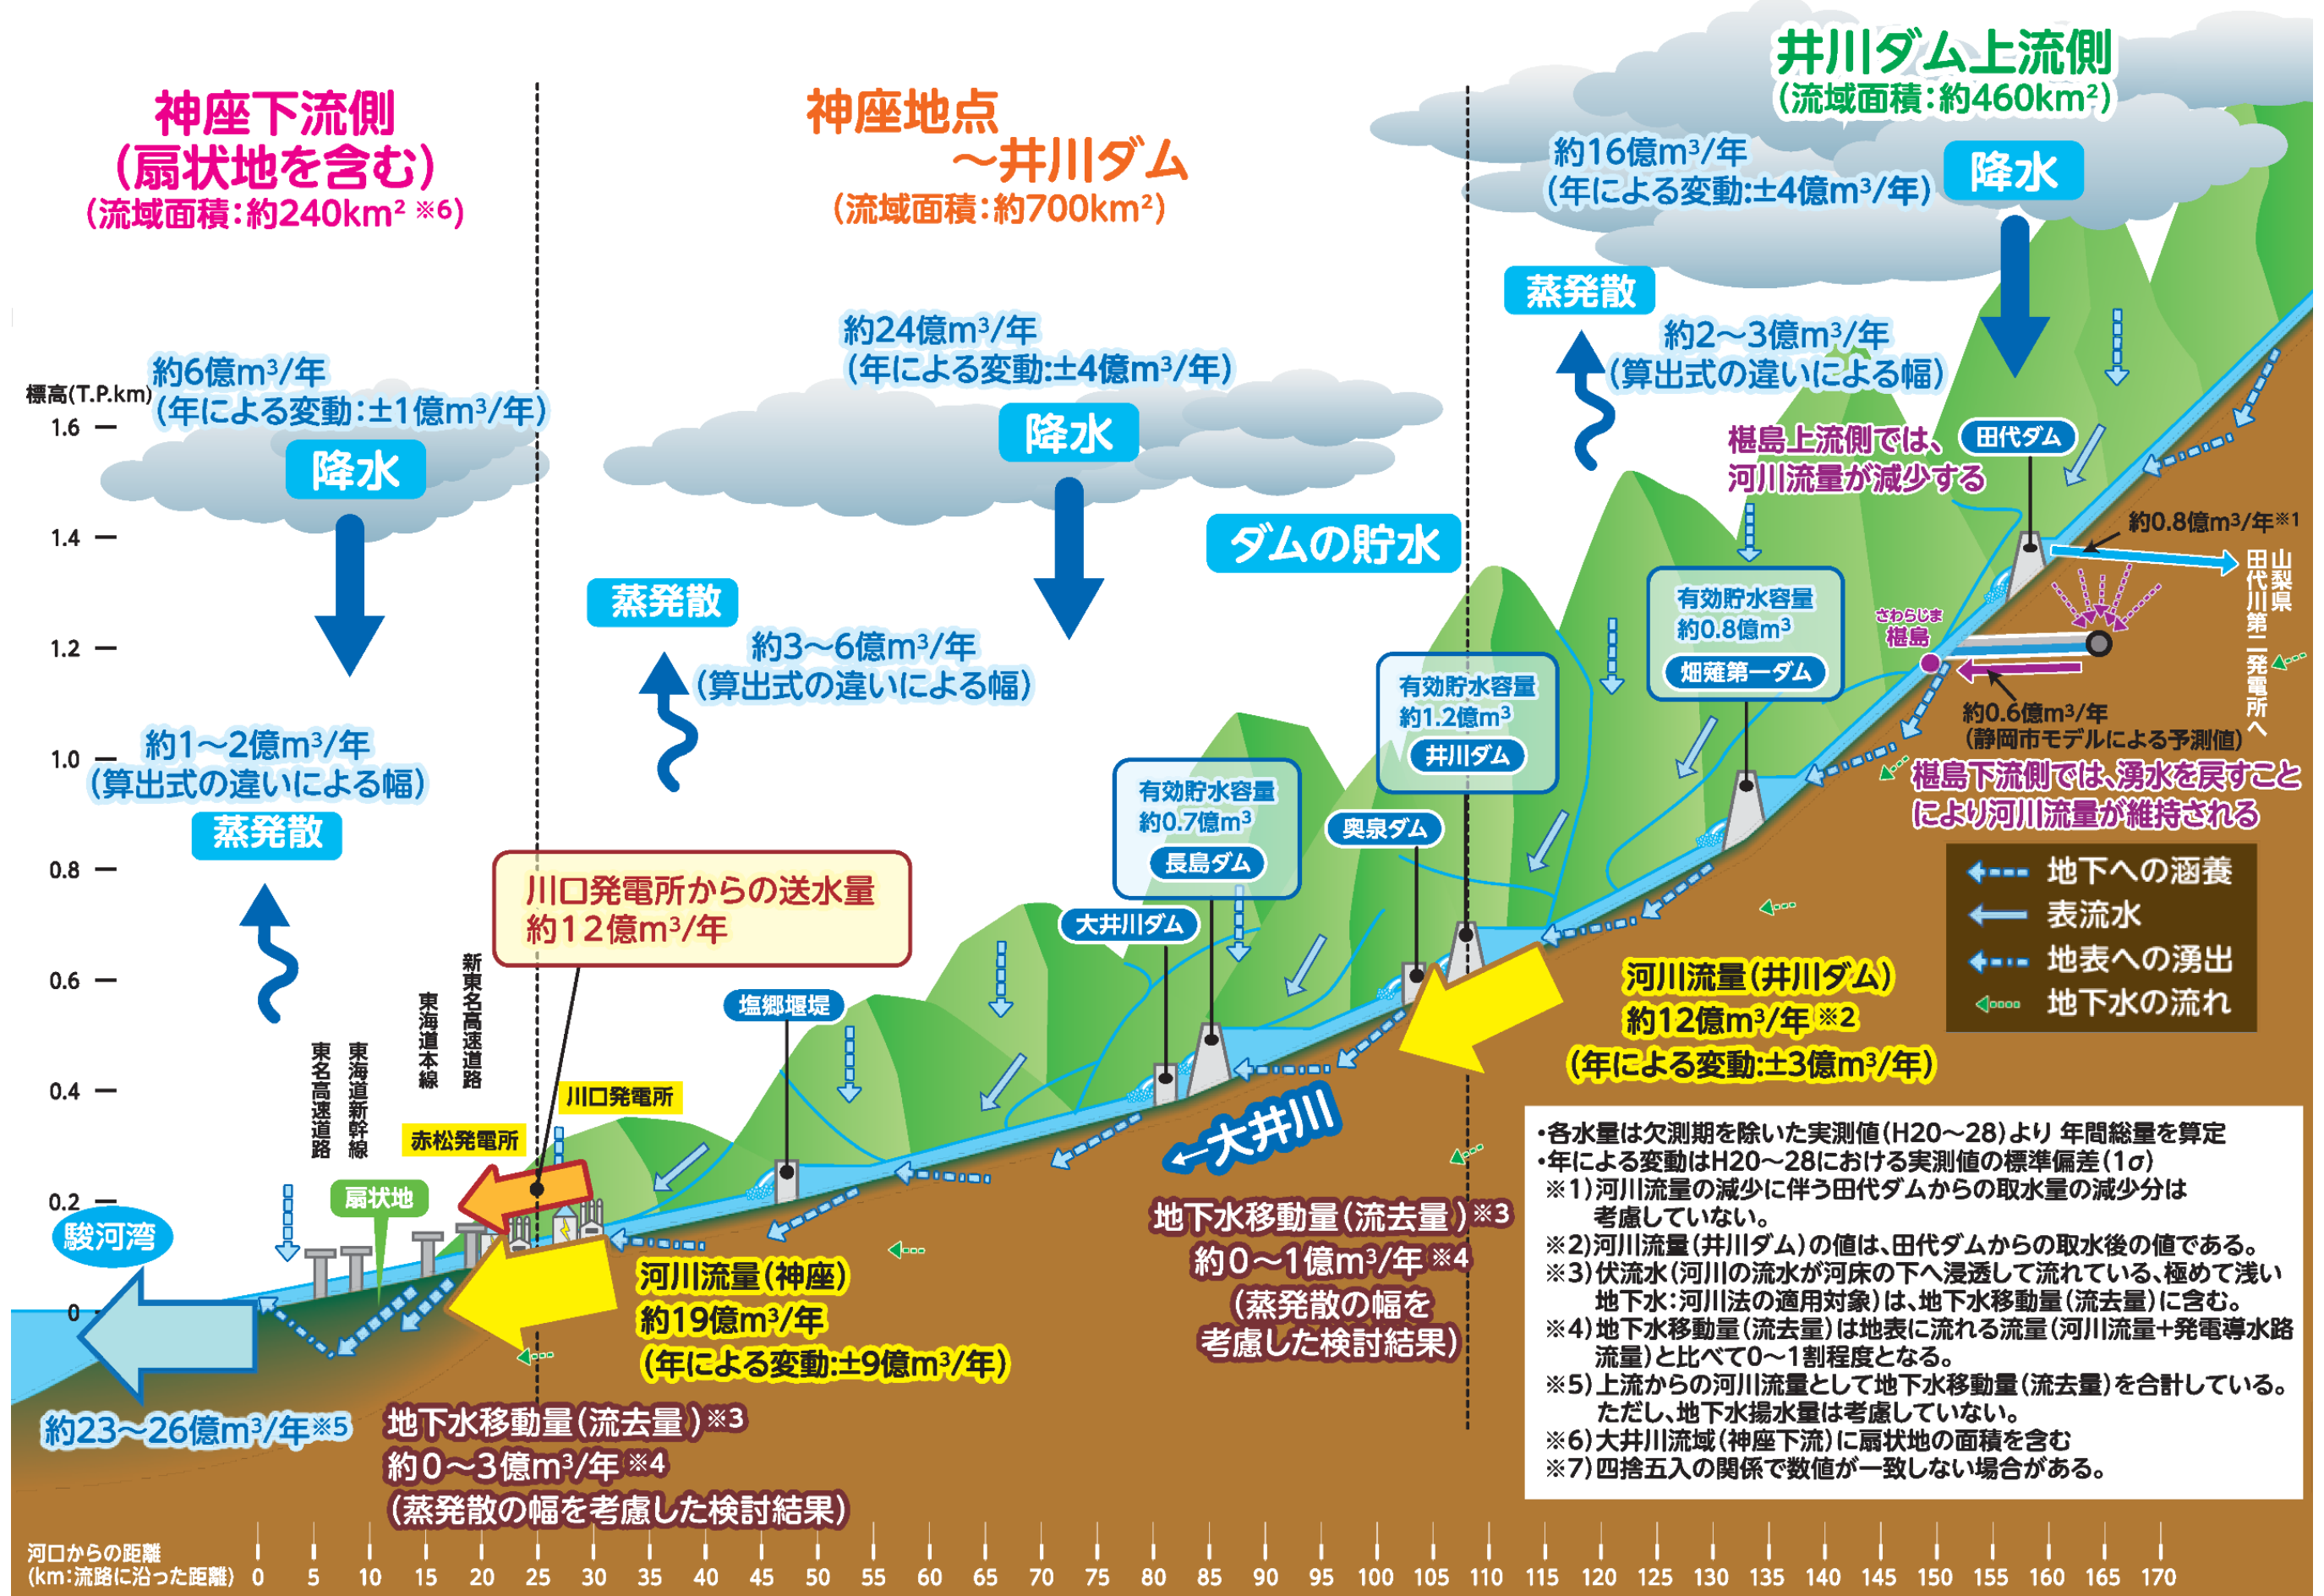 井川ダム上流側
(流域面積:約460km²)
神座下流側
(扇状地を含む)
(流域面積:約240km² ※6)
神座地点
～井川ダム
(流域面積:約700km²)
約16億m³/年
(年による変動:±4億m³/年)
降水
蒸発散
約2～3億m³/年
(算出式の違いによる幅)
約24億m³/年
(年による変動:±4億m³/年)
降水
約6億m³/年
(年による変動:±1億m³/年)
降水
標高(T.P.km)
1.6
1.4
1.2
1.0
0.8
0.6
0.4
0.2
0
椹島上流側では、
河川流量が減少する
田代ダム
約0.8億m³/年※1
山梨県
田代川第二発電所へ
ダムの貯水
蒸発散
約3～6億m³/年
(算出式の違いによる幅)
有効貯水容量
約0.8億m³
畑薙第一ダム
さわらじま
椹島
約0.6億m³/年
(静岡市モデルによる予測値)
椹島下流側では、湧水を戻すこと
により河川流量が維持される
有効貯水容量
約1.2億m³
井川ダム
有効貯水容量
約0.7億m³
長島ダム
奥泉ダム
大井川ダム
塩郷堰堤
約1～2億m³/年
(算出式の違いによる幅)
蒸発散
川口発電所からの送水量
約12億m³/年
地下への涵養
表流水
地表への湧出
地下水の流れ
東名高速道路
東海道新幹線
東海道本線
新東名高速道路
川口発電所
赤松発電所
扇状地
駿河湾
←大井川
河川流量(井川ダム)
約12億m³/年※2
(年による変動:±3億m³/年)
河川流量(神座)
約19億m³/年
(年による変動:±9億m³/年)
地下水移動量(流去量)※3
約0～1億m³/年※4
(蒸発散の幅を
考慮した検討結果)
約23～26億m³/年※5
地下水移動量(流去量)※3
約0～3億m³/年※4
(蒸発散の幅を考慮した検討結果)
・各水量は欠測期を除いた実測値(H20～28)より 年間総量を算定
・年による変動はH20～28における実測値の標準偏差(1σ)
※1)河川流量の減少に伴う田代ダムからの取水量の減少分は
考慮していない。
※2)河川流量(井川ダム)の値は、田代ダムからの取水後の値である。
※3)伏流水(河川の流水が河床の下へ浸透して流れている、極めて浅い
地下水:河川法の適用対象)は、地下水移動量(流去量)に含む。
※4)地下水移動量(流去量)は地表に流れる流量(河川流量+発電導水路
流量)と比べて0～1割程度となる。
※5)上流からの河川流量として地下水移動量(流去量)を合計している。
ただし、地下水揚水量は考慮していない。
※6)大井川流域(神座下流)に扇状地の面積を含む
※7)四捨五入の関係で数値が一致しない場合がある。
河口からの距離
(km:流路に沿った距離) 0 5 10 15 20 25 30 35 40 45 50 55 60 65 70 75 80 85 90 95 100 105 110 115 120 125 130 135 140 145 150 155 160 165 170